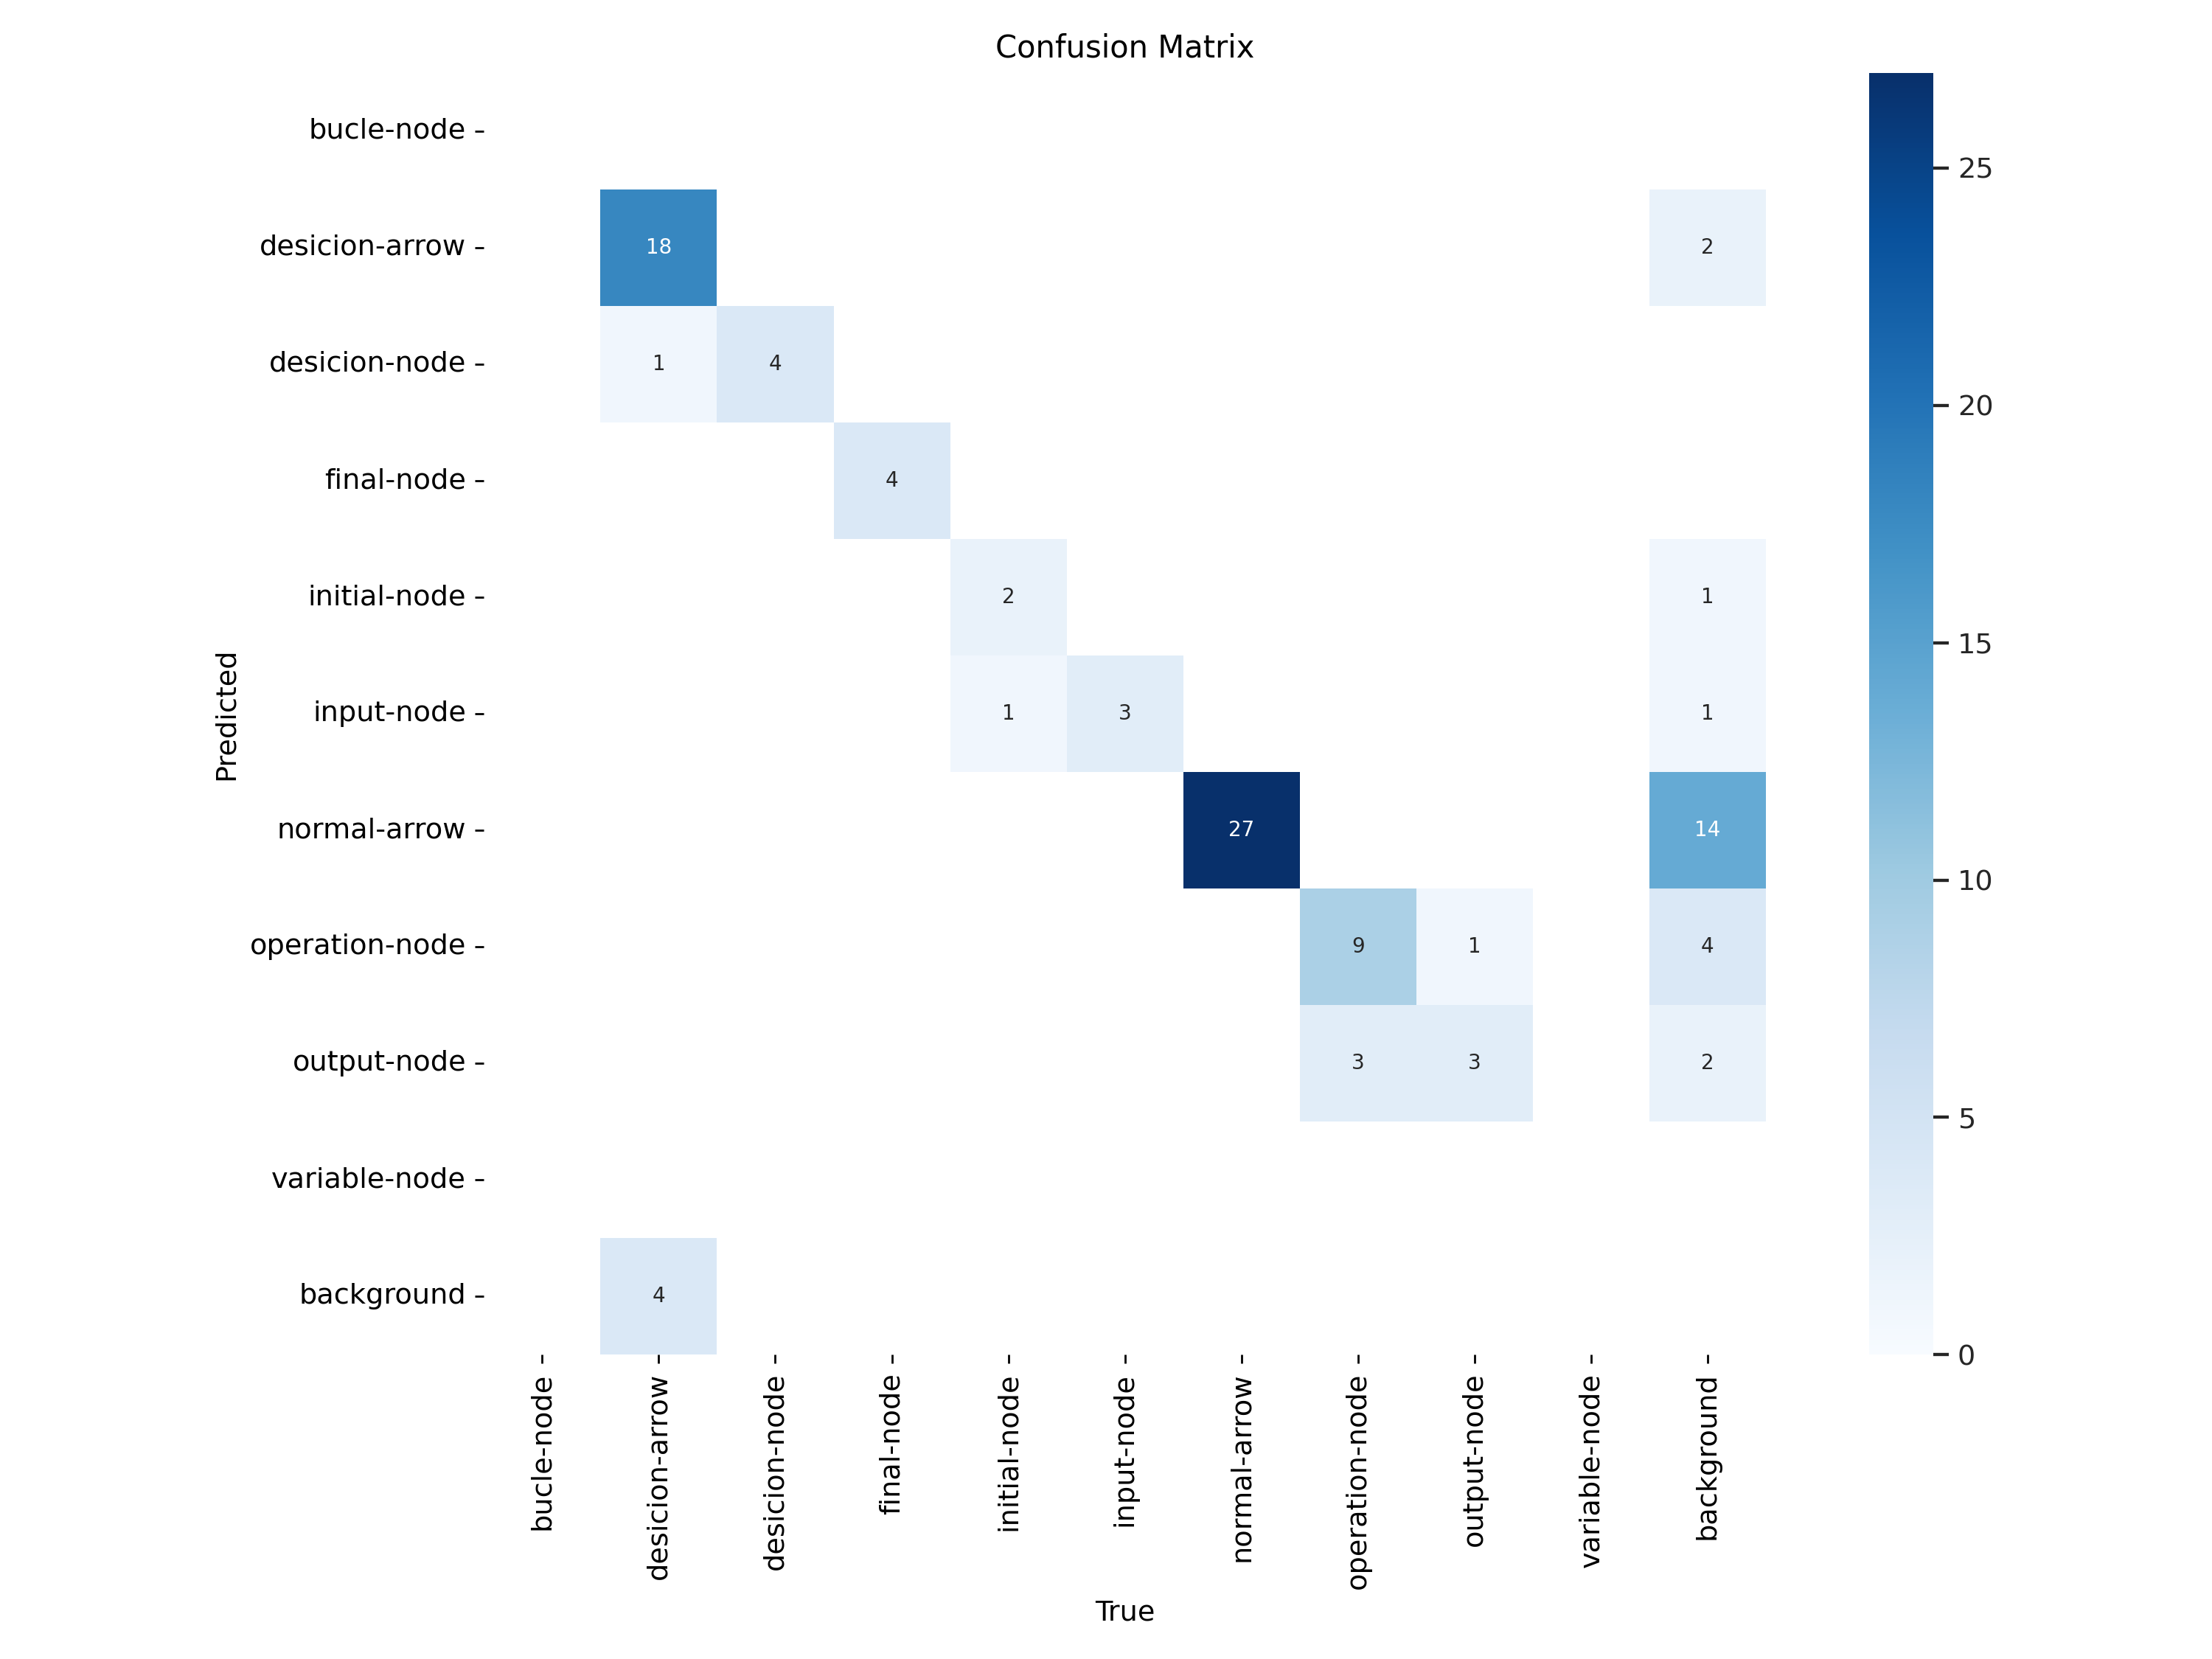 Confusion Matrix
bucle-node
desicion-arrow 18 2
desicion-node 1 4
final-node 4
initial-node 2 1
input-node 1 3 1
normal-arrow 27 14
operation-node 9 1 4
output-node 3 3 2
variable-node
background 4
Predicted
bucle-node
desicion-arrow
desicion-node
final-node
initial-node
input-node
normal-arrow
operation-node
output-node
variable-node
background
True
25
20
15
10
5
0